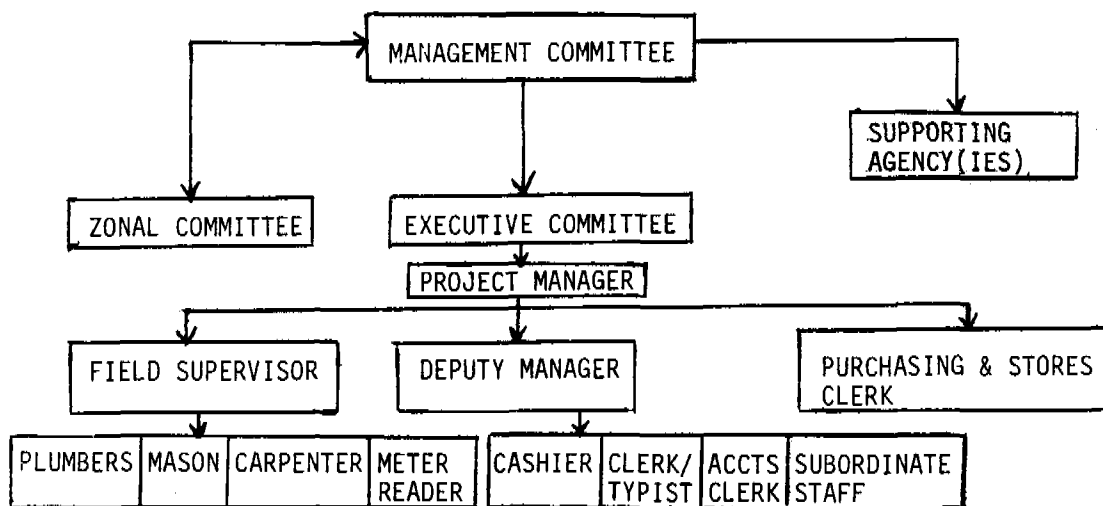 MANAGEMENT COMMITTEE
SUPPORTING
AGENCY(IES)
ZONAL COMMITTEE
EXECUTIVE COMMITTEE
PROJECT MANAGER
FIELD SUPERVISOR
DEPUTY MANAGER
PURCHASING & STORES
CLERK
PLUMBERS
MASON
CARPENTER
METER
READER
CASHIER
CLERK/
TYPIST
ACCTS
CLERK
SUBORDINATE
STAFF